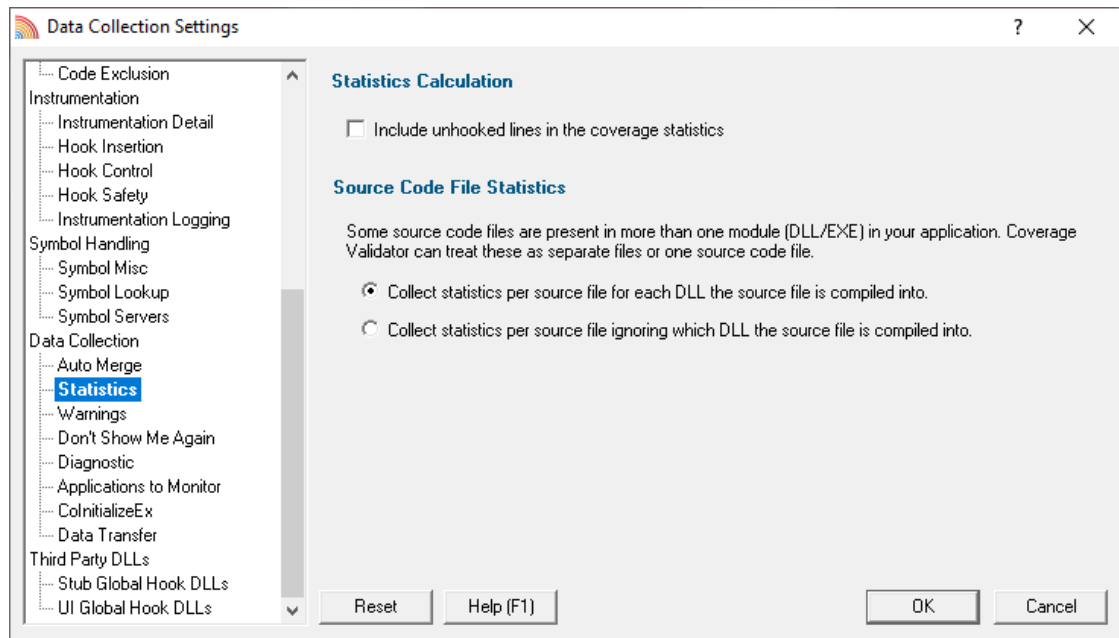 Data Collection Settings
?
Code Exclusion
Instrumentation
Instrumentation Detail
Hook Insertion
Hook Control
Hook Safety
Instrumentation Logging
Symbol Handling
Symbol Misc
Symbol Lookup
Symbol Servers
Data Collection
Auto Merge
Statistics
Warnings
Don't Show Me Again
Diagnostic
Applications to Monitor
CoInitializeEx
Data Transfer
Third Party DLLs
Stub Global Hook DLLs
UI Global Hook DLLs
Statistics Calculation
Include unhooked lines in the coverage statistics
Source Code File Statistics
Some source code files are present in more than one module (DLL/EXE) in your application. Coverage
Validator can treat these as separate files or one source code file.
Collect statistics per source file for each DLL the source file is compiled into.
Collect statistics per source file ignoring which DLL the source file is compiled into.
Reset
Help (F1)
OK
Cancel